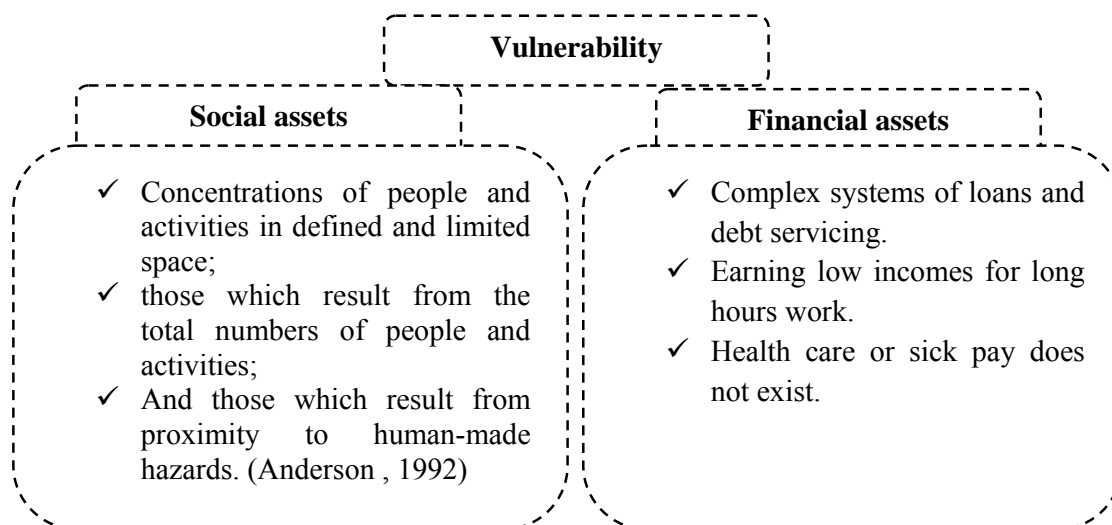 Vulnerability
Social assets
✓ Concentrations of people and
activities in defined and limited
space;
✓ those which result from the
total numbers of people and
activities;
✓ And those which result from
proximity to human-made
hazards. (Anderson , 1992)
Financial assets
✓ Complex systems of loans and
debt servicing.
✓ Earning low incomes for long
hours work.
✓ Health care or sick pay does
not exist.